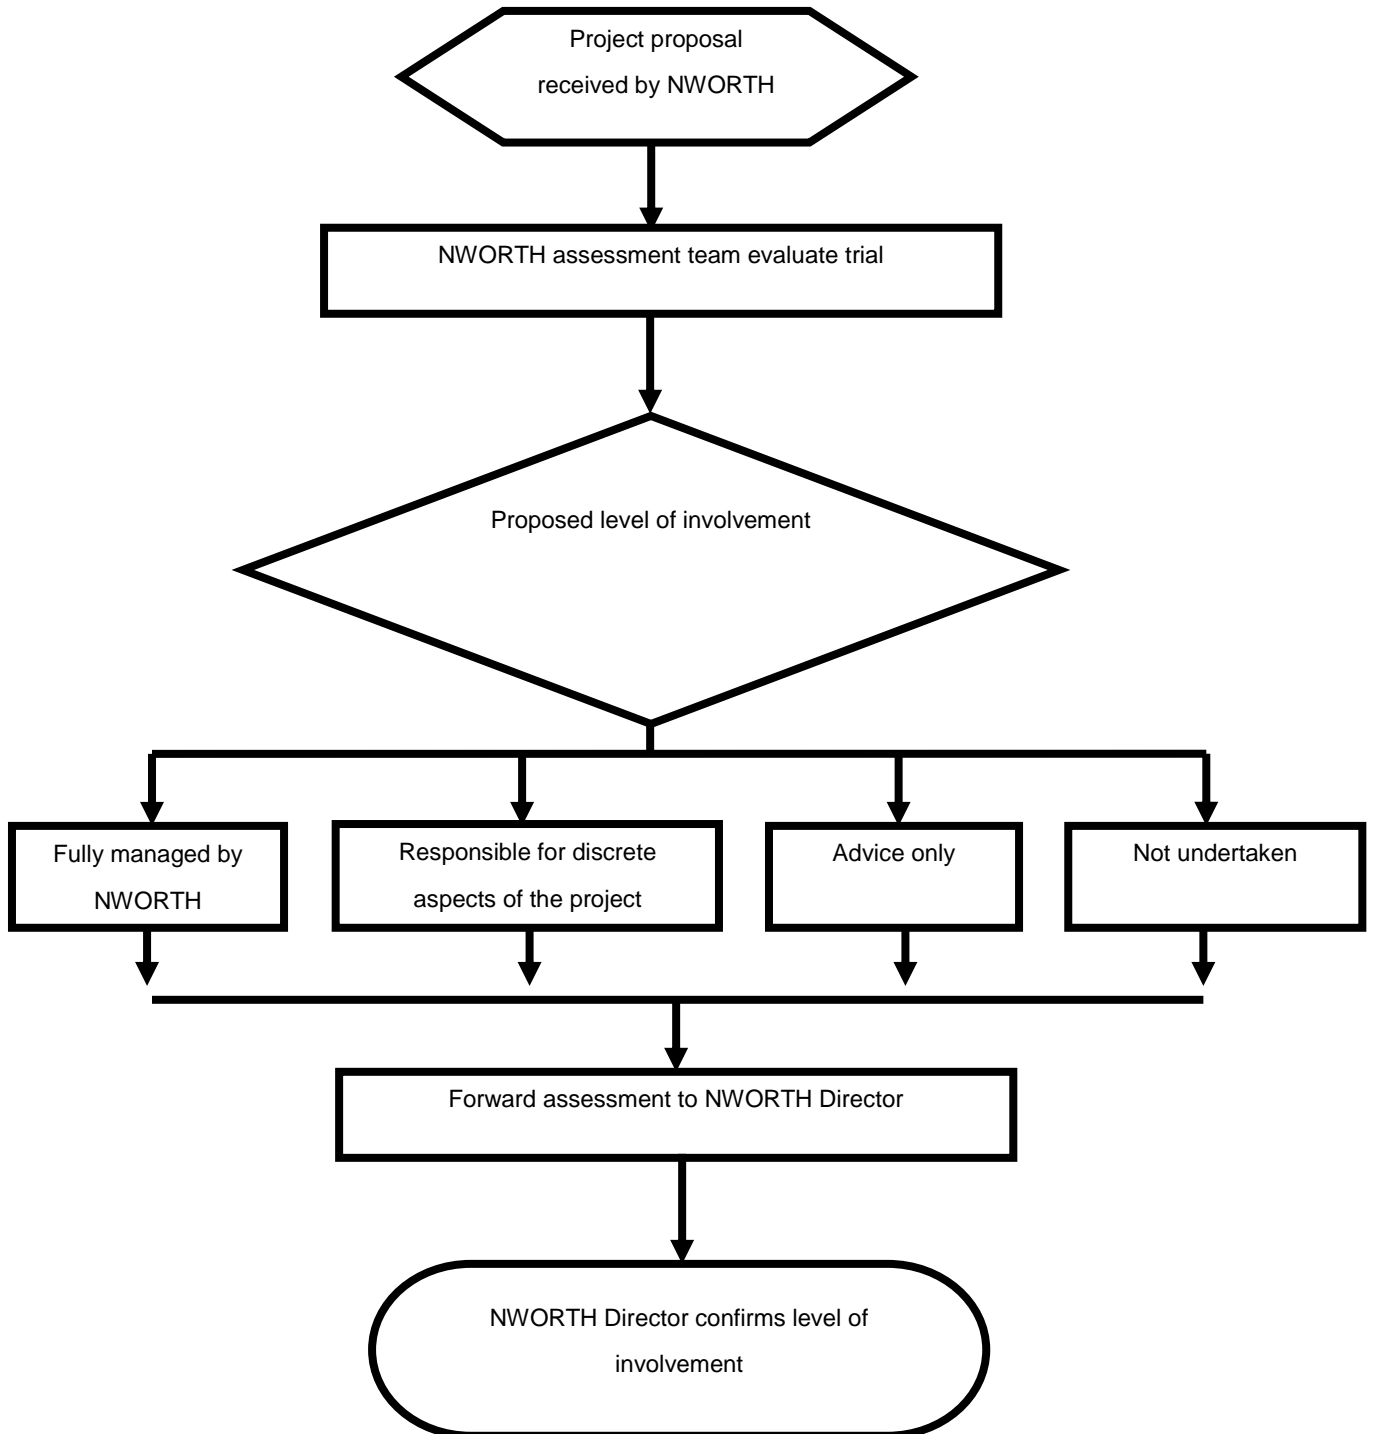 Project proposal
received by NWORTH
NWORTH assessment team evaluate trial
Proposed level of involvement
Fully managed by
NWORTH
Responsible for discrete
aspects of the project
Advice only
Not undertaken
Forward assessment to NWORTH Director
NWORTH Director confirms level of
involvement